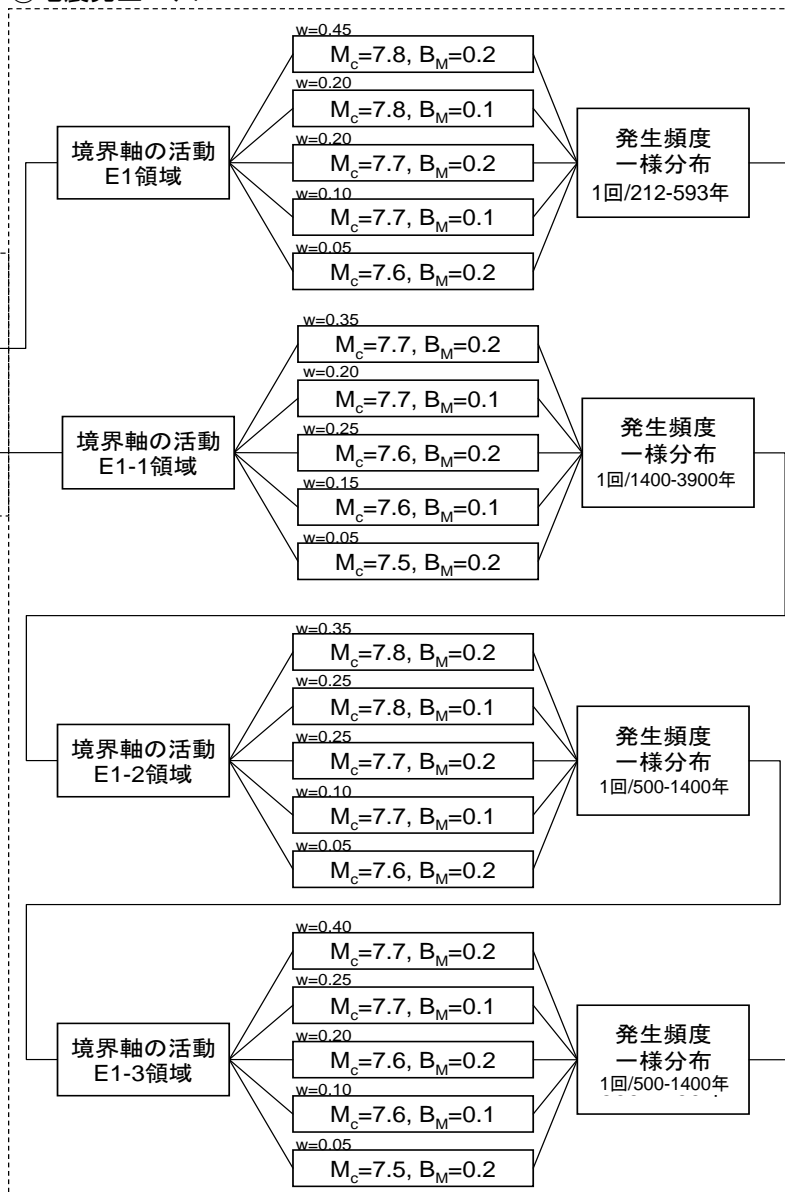 w=0.45
Mc=7.8, BM=0.2
w=0.20
Mc=7.8, BM=0.1
w=0.20
Mc=7.7, BM=0.2
w=0.10
Mc=7.7, BM=0.1
w=0.05
Mc=7.6, BM=0.2
境界軸の活動
E1領域
発生頻度
一様分布
1回/212-593年
w=0.35
Mc=7.7, BM=0.2
w=0.20
Mc=7.7, BM=0.1
w=0.25
Mc=7.6, BM=0.2
w=0.15
Mc=7.6, BM=0.1
w=0.05
Mc=7.5, BM=0.2
境界軸の活動
E1-1領域
発生頻度
一様分布
1回/1400-3900年
w=0.35
Mc=7.8, BM=0.2
w=0.25
Mc=7.8, BM=0.1
w=0.25
Mc=7.7, BM=0.2
w=0.10
Mc=7.7, BM=0.1
w=0.05
Mc=7.6, BM=0.2
境界軸の活動
E1-2領域
発生頻度
一様分布
1回/500-1400年
w=0.40
Mc=7.7, BM=0.2
w=0.25
Mc=7.7, BM=0.1
w=0.20
Mc=7.6, BM=0.2
w=0.10
Mc=7.6, BM=0.1
w=0.05
Mc=7.5, BM=0.2
境界軸の活動
E1-3領域
発生頻度
一様分布
1回/500-1400年